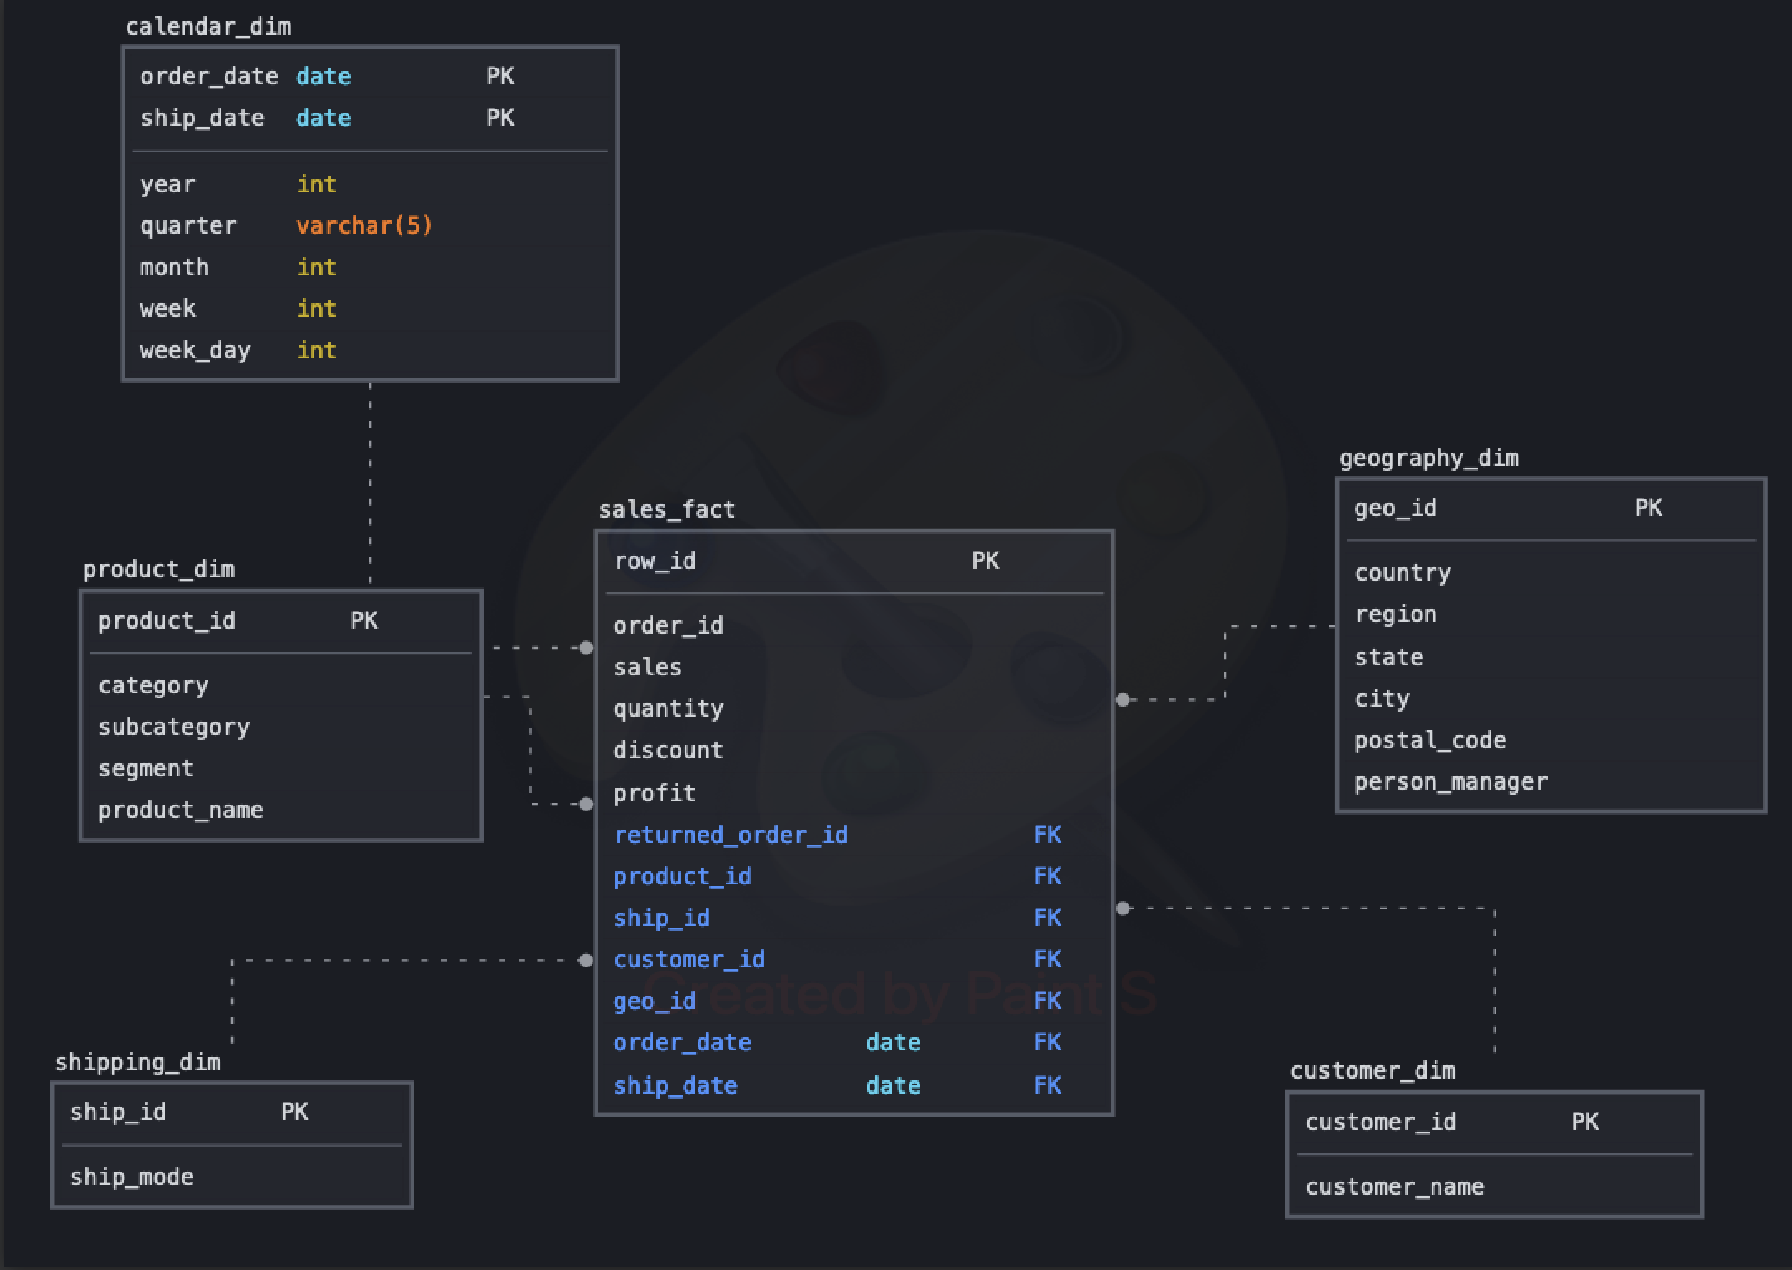 calendar_dim
order_date date PK
ship_date date PK
year int
quarter varchar(5)
month int
week int
week_day int
product_dim
product_id PK
category
subcategory
segment
product_name
shipping_dim
ship_id PK
ship_mode
sales_fact
row_id PK
order_id
sales
quantity
discount
profit
returned_order_id FK
product_id FK
ship_id FK
customer_id FK
geo_id FK
order_date date FK
ship_date date FK
Created by Paint S
geography_dim
geo_id PK
country
region
state
city
postal_code
person_manager
customer_dim
customer_id PK
customer_name